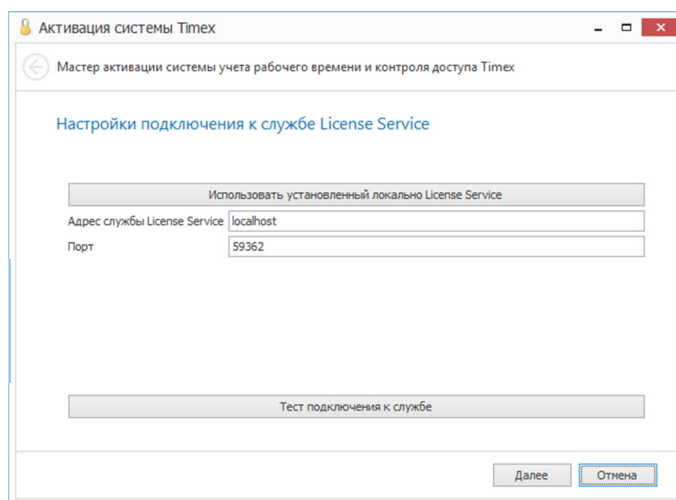 Активация системы Timex
Мастер активации системы учета рабочего времени и контроля доступа Timex
Настройки подключения к службе License Service
Использовать установленный локально License Service
Адрес службы License Service localhost
Порт 59362
Тест подключения к службе
Далее Отмена